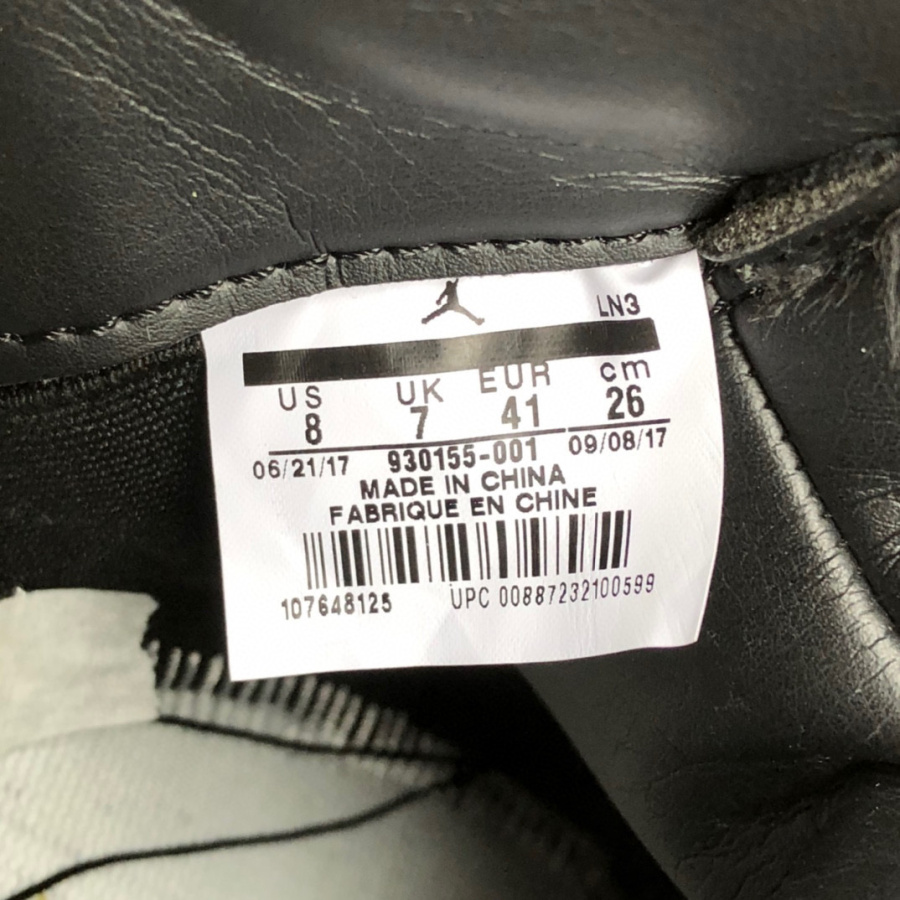 LN3
US UK EUR cm
8 7 41 26
06/21/17 930155-001 09/08/17
MADE IN CHINA
FABRIQUE EN CHINE
107648125 UPC 00887232100599